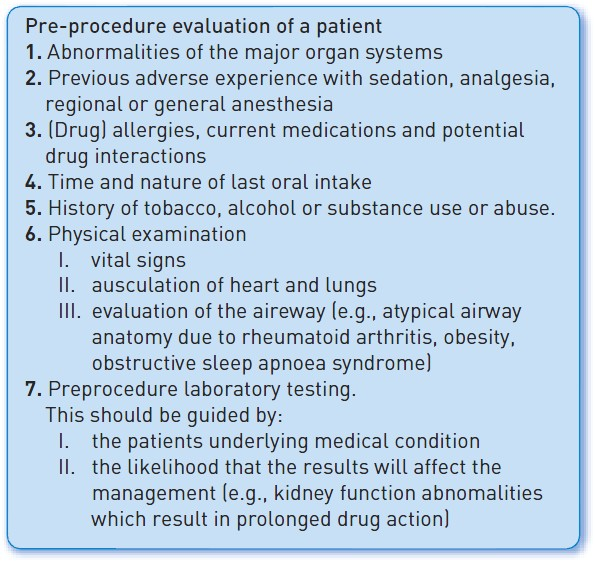 Pre-procedure evaluation of a patient
1. Abnormalities of the major organ systems
2. Previous adverse experience with sedation, analgesia,
regional or general anesthesia
3. (Drug) allergies, current medications and potential
drug interactions
4. Time and nature of last oral intake
5. History of tobacco, alcohol or substance use or abuse.
6. Physical examination
I. vital signs
II. ausculation of heart and lungs
III. evaluation of the aireway (e.g., atypical airway
anatomy due to rheumatoid arthritis, obesity,
obstructive sleep apnoea syndrome)
7. Preprocedure laboratory testing.
This should be guided by:
I. the patients underlying medical condition
II. the likelihood that the results will affect the
management (e.g., kidney function abnomalities
which result in prolonged drug action)